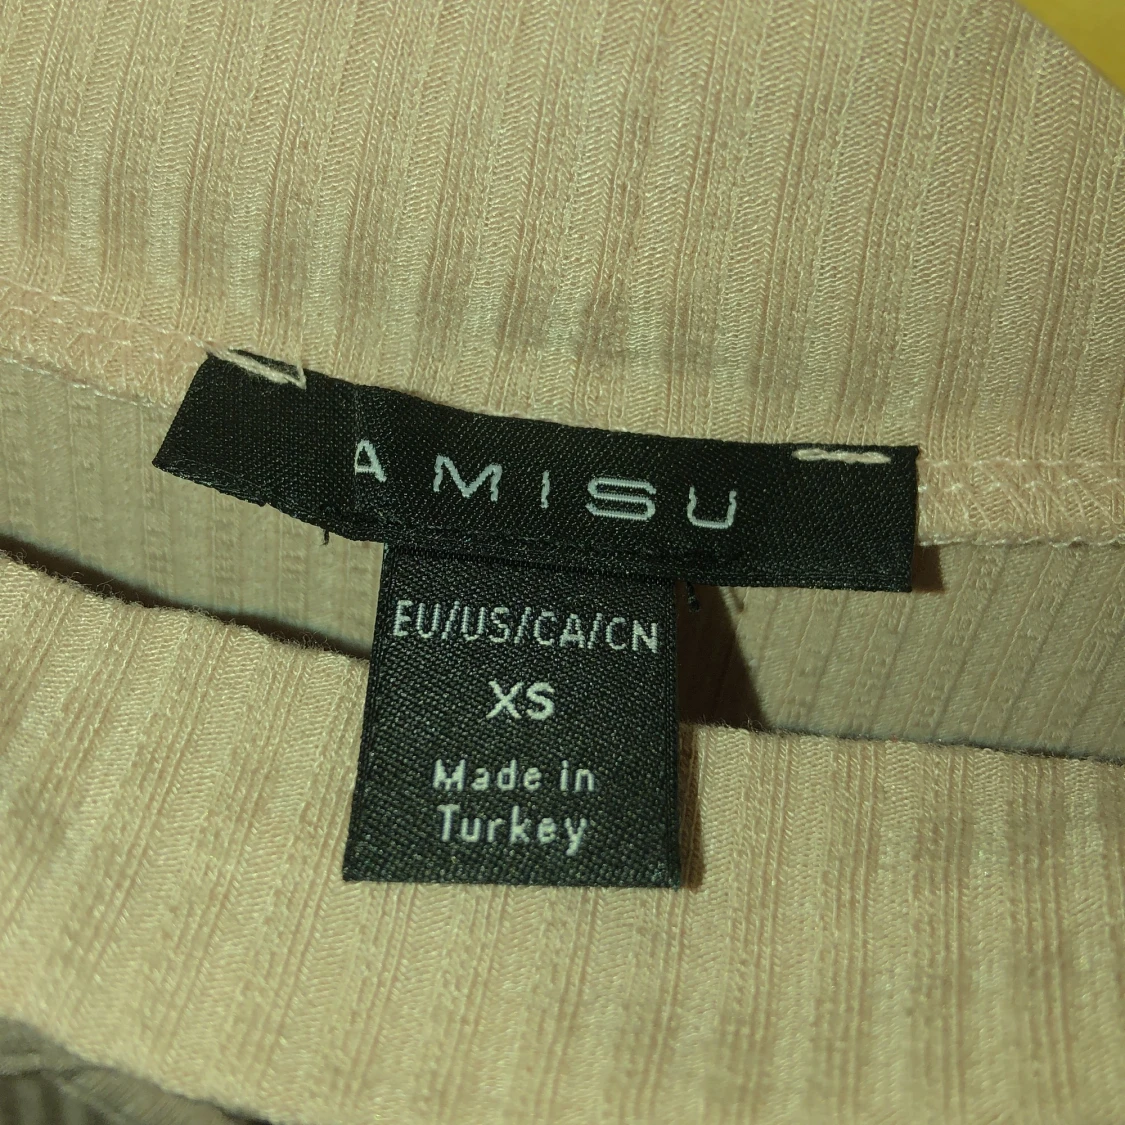 AMISU
EU/US/CA/CN
XS
Made in
Turkey